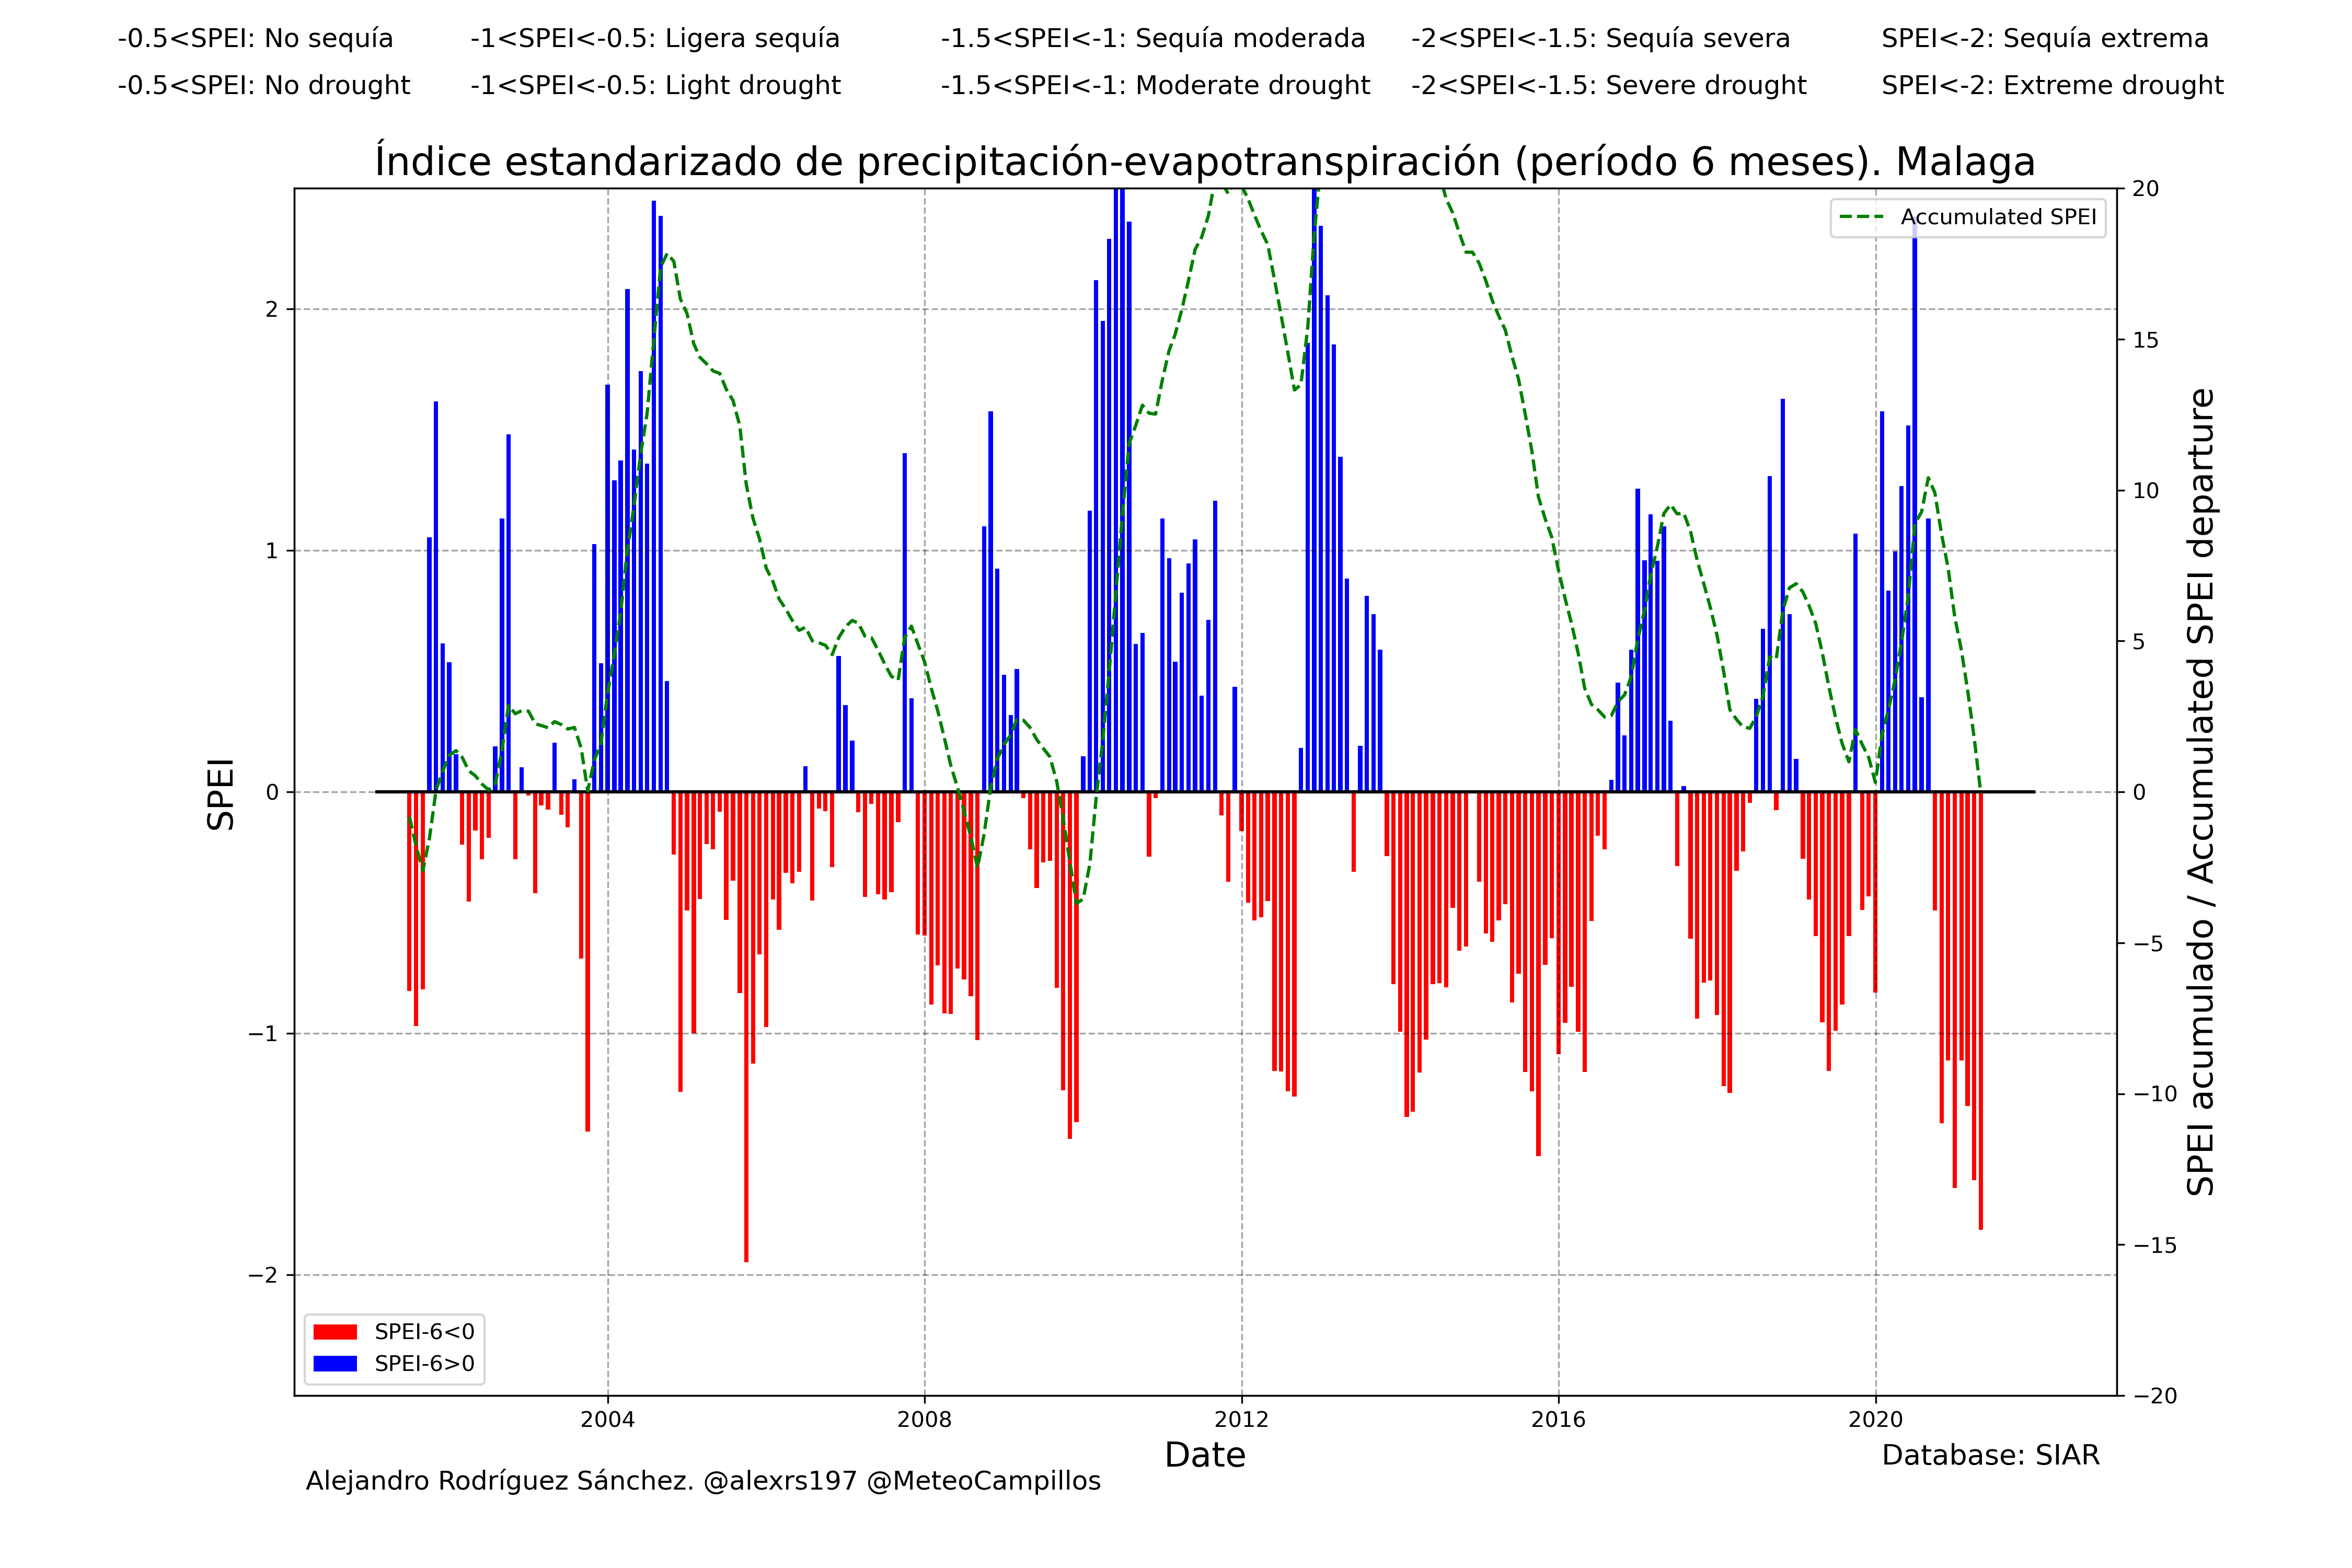 -0.5<SPEI: No sequía -1<SPEI<-0.5: Ligera sequía -1.5<SPEI<-1: Sequía moderada -2<SPEI<-1.5: Sequía severa SPEI<-2: Sequía extrema
-0.5<SPEI: No drought -1<SPEI<-0.5: Light drought -1.5<SPEI<-1: Moderate drought -2<SPEI<-1.5: Severe drought SPEI<-2: Extreme drought
Índice estandarizado de precipitación-evapotranspiración (período 6 meses). Malaga
Accumulated SPEI
SPEI
2
1
0
−1
−2
20
15
10
5
0
−5
−10
−15
−20
SPEI acumulado / Accumulated SPEI departure
SPEI-6<0
SPEI-6>0
2004 2008 2012 2016 2020
Date
Database: SIAR
Alejandro Rodríguez Sánchez. @alexrs197 @MeteoCampillos